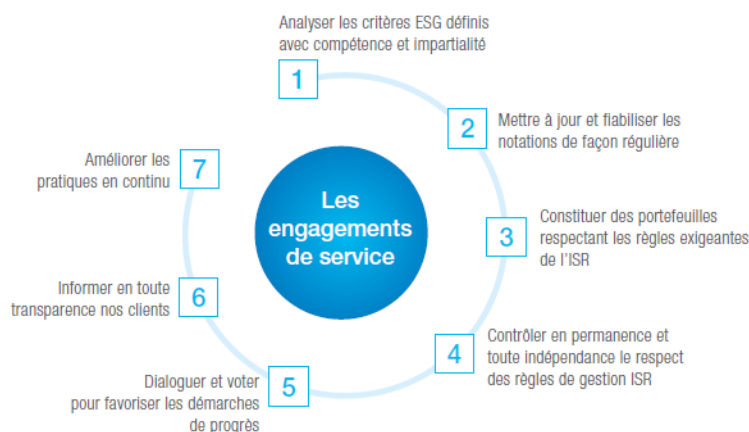 Analyser les critères ESG définis
avec compétence et impartialité
1
2
Mettre à jour et fiabiliser les
notations de façon régulière
3
Constituer des portefeuilles
respectant les règles exigeantes
de l'ISR
4
Contrôler en permanence et
toute indépendance le respect
des règles de gestion ISR
5
Dialoguer et voter
pour favoriser les démarches
de progrès
6
Informer en toute
transparence nos clients
7
Améliorer les
pratiques en continu
Les
engagements
de service